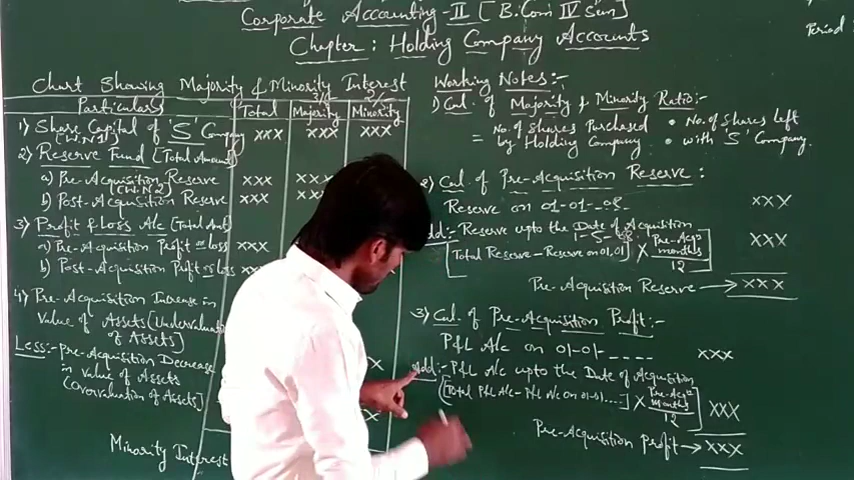 Corporate Accounting-II [B.Com IV Sem]
Chapter: Holding Company Accounts
Period
Chart Showing Majority & Minority Interest
Particulars Total Majority Minority
1) Share Capital of 'S' Company xxx xxx xxx
(W.N 1)
2) Reserve Fund (Total Amount)
a) Pre-Acquisition Reserve xxx
(W.N 2)
b) Post-Acquisition Reserve xxx
3) Profit & Loss A/c (Total Amt)
a) Pre-Acquisition Profit or loss xxx
b) Post-Acquisition Profit or loss
4) Pre-Acquisition Increase in
Value of Assets [Undervaluation
of Assets]
Less:- Pre-Acquisition Decrease
in value of Assets
(Overvaluation of Assets]
Minority Interest
Working Notes:-
1) Cal. of Majority & Minority Ratio:-
= No. of Shares Purchased by Holding Company : No. of Shares left with 'S' Company.
2) Cal. of Pre-Acquisition Reserve:
Reserve on 01-01- xxx
Add:- Reserve upto the Date of Acquisition
[Total Reserve - Reserve on 01.01] x Pre-Acqn months / 12 xxx
Pre-Acquisition Reserve → xxx
3) Cal. of Pre-Acquisition Profit:-
P&L A/c on 01-01- ---- xxx
Add:- P&L A/c upto the Date of Acquisition
[Total P&L A/c - P&L A/c on 01-01.....] x Pre-Acqn months / 12 xxx
Pre-Acquisition Profit → xxx